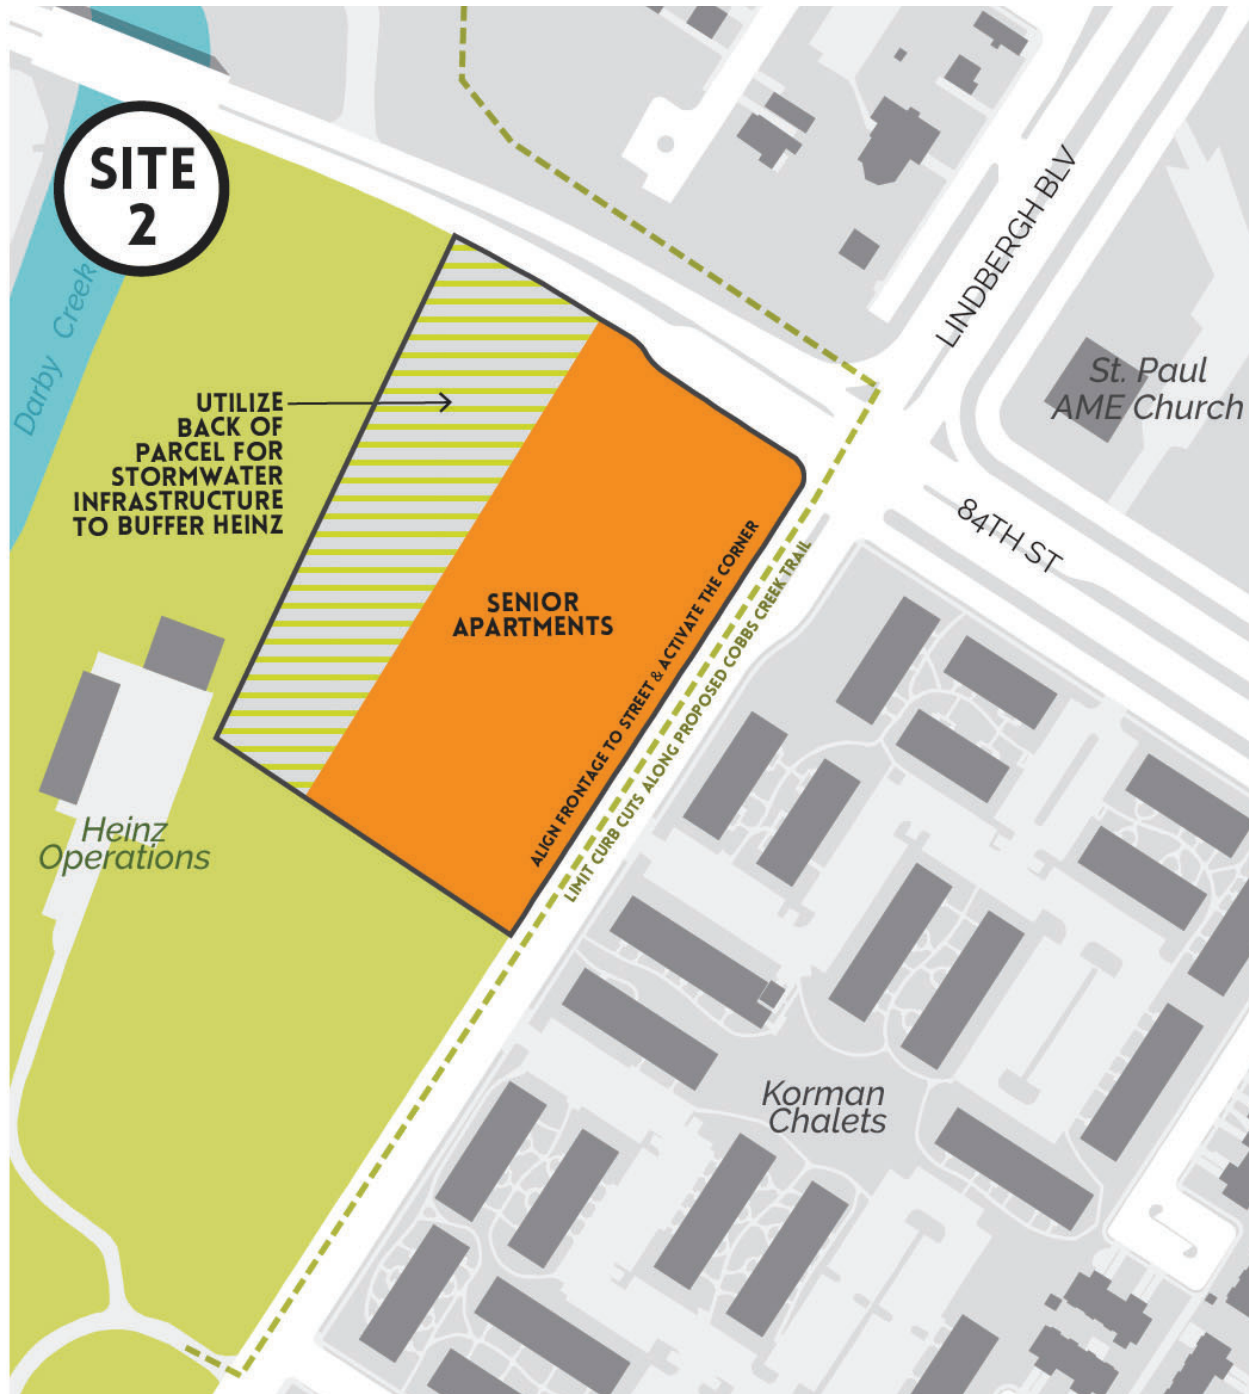 SITE
2
Darby Creek
LINDBERGH BLV
St. Paul
AME Church
84TH ST
UTILIZE
BACK OF
PARCEL FOR
STORMWATER
INFRASTRUCTURE
TO BUFFER HEINZ
SENIOR
APARTMENTS
ALIGN FRONTAGE TO STREET & ACTIVATE THE CORNER
LIMIT CURB CUTS ALONG PROPOSED COBBS CREEK TRAIL
Heinz
Operations
Korman
Chalets